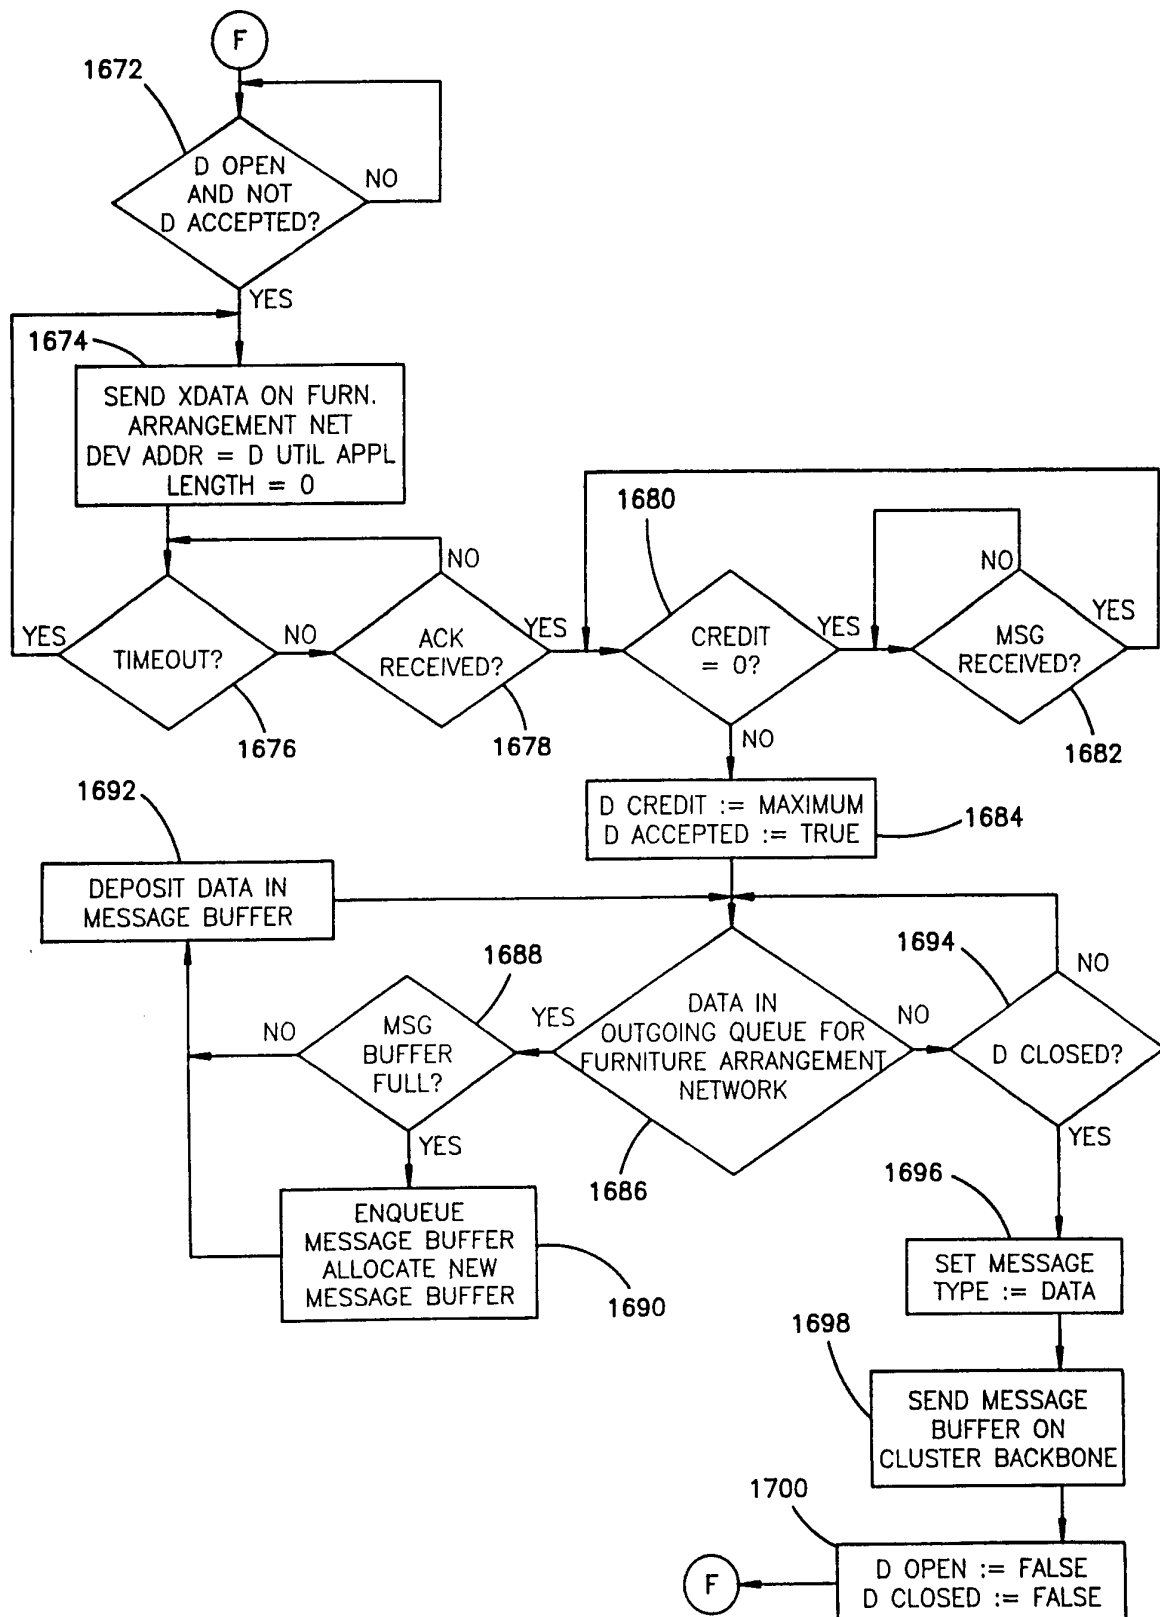 F
1672
D OPEN
AND NOT
D ACCEPTED?
NO
YES
1674
SEND XDATA ON FURN.
ARRANGEMENT NET
DEV ADDR = D UTIL APPL
LENGTH = 0
YES
TIMEOUT?
1676
NO
NO
ACK
RECEIVED?
1678
YES
1680
CREDIT
= 0?
YES
NO
NO
MSG
RECEIVED?
YES
1682
D CREDIT := MAXIMUM
D ACCEPTED := TRUE
1684
1692
DEPOSIT DATA IN
MESSAGE BUFFER
1688
NO
MSG
BUFFER
FULL?
YES
YES
DATA IN
OUTGOING QUEUE FOR
FURNITURE ARRANGEMENT
NETWORK
1686
NO
1694
NO
D CLOSED?
YES
ENQUEUE
MESSAGE BUFFER
ALLOCATE NEW
MESSAGE BUFFER
1690
1696
SET MESSAGE
TYPE := DATA
1698
SEND MESSAGE
BUFFER ON
CLUSTER BACKBONE
1700
D OPEN := FALSE
D CLOSED := FALSE
F